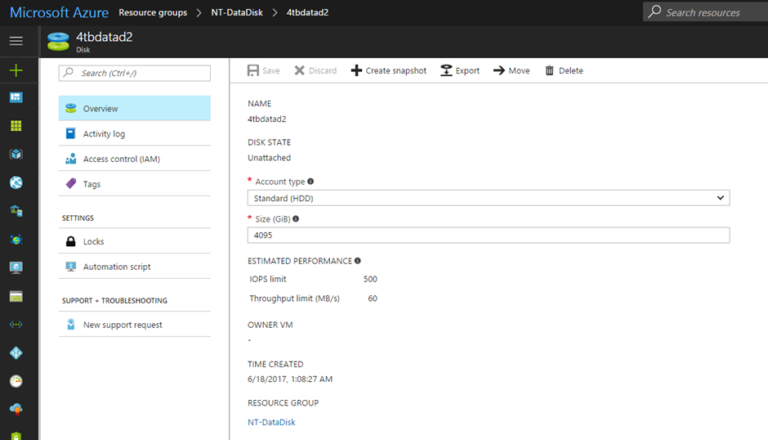 Microsoft Azure Resource groups > NT-DataDisk > 4tbdatad2
Search resources
4tbdatad2
Disk
Search (Ctrl+/)
Overview
Activity log
Access control (IAM)
Tags
SETTINGS
Locks
Automation script
SUPPORT + TROUBLESHOOTING
New support request
Save Discard Create snapshot Export Move Delete
NAME
4tbdatad2
DISK STATE
Unattached
* Account type
Standard (HDD)
* Size (GiB)
4095
ESTIMATED PERFORMANCE
IOPS limit 500
Throughput limit (MB/s) 60
OWNER VM
-
TIME CREATED
6/18/2017, 1:08:27 AM
RESOURCE GROUP
NT-DataDisk